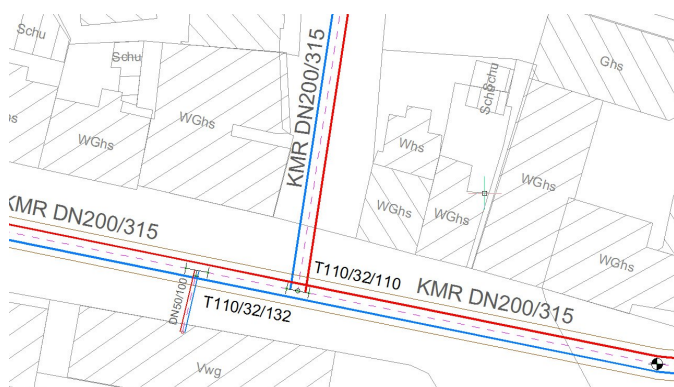 Schu
Schu
Ghs
KMR DN200/315
Schu
Schu
WGhs
WGhs
Whs
WGhs
WGhs
WGhs
WGhs
KMR DN200/315
T110/32/110
KMR DN200/315
DN50/100
T110/32/132
Vwg